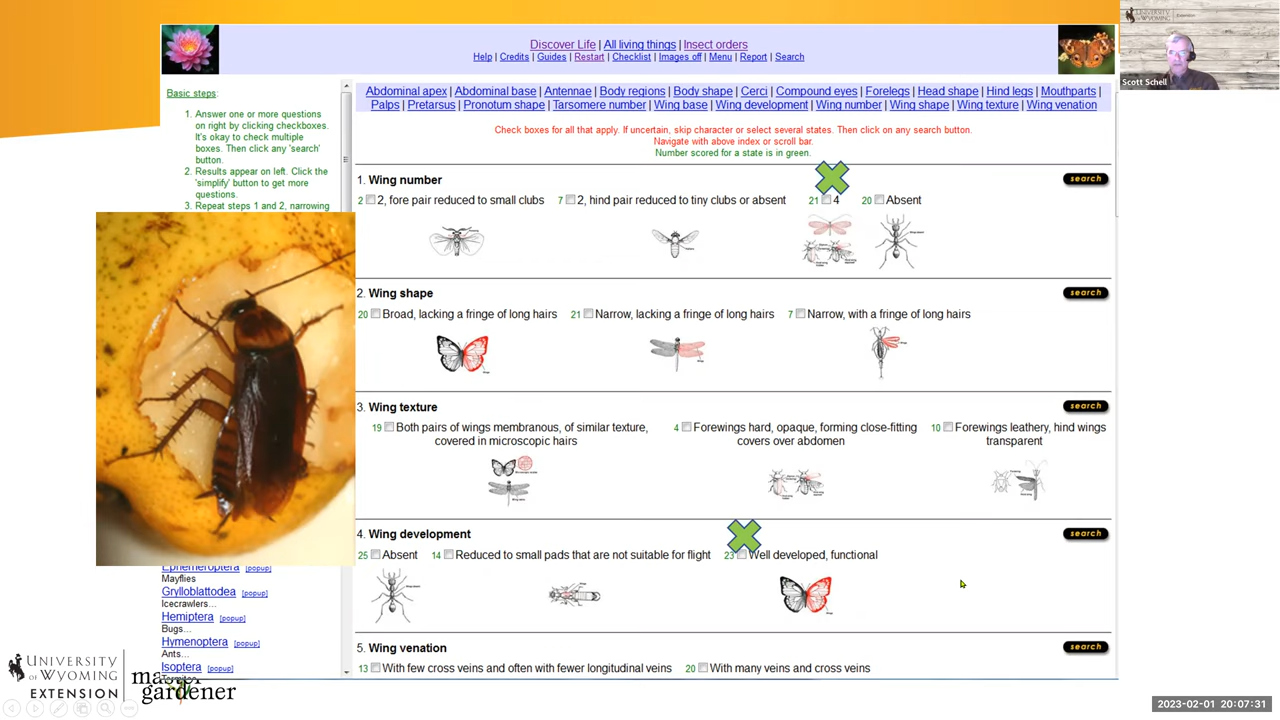 Discover Life | All living things | Insect orders
Help | Credits | Guides | Restart | Checklist | Images off | Menu | Report | Search
UNIVERSITY
OF WYOMING Extension
Scott Schell
Basic steps:
1. Answer one or more questions
on right by clicking checkboxes.
It's okay to check multiple
boxes. Then click any 'search'
button.
2. Results appear on left. Click the
'simplify' button to get more
questions.
3. Repeat steps 1 and 2, narrowing
Abdominal apex | Abdominal base | Antennae | Body regions | Body shape | Cerci | Compound eyes | Forelegs | Head shape | Hind legs | Mouthparts |
Palps | Pretarsus | Pronotum shape | Tarsomere number | Wing base | Wing development | Wing number | Wing shape | Wing texture | Wing venation
Check boxes for all that apply. If uncertain, skip character or select several states. Then click on any search button.
Navigate with above index or scroll bar.
Number scored for a state is in green.
1. Wing number search
2 2, fore pair reduced to small clubs 7 2, hind pair reduced to tiny clubs or absent 21 4 20 Absent
2. Wing shape search
20 Broad, lacking a fringe of long hairs 21 Narrow, lacking a fringe of long hairs 7 Narrow, with a fringe of long hairs
3. Wing texture search
19 Both pairs of wings membranous, of similar texture, 4 Forewings hard, opaque, forming close-fitting 10 Forewings leathery, hind wings
covered in microscopic hairs covers over abdomen transparent
4. Wing development search
25 Absent 14 Reduced to small pads that are not suitable for flight 23 Well developed, functional
5. Wing venation search
13 With few cross veins and often with fewer longitudinal veins 20 With many veins and cross veins
Ephemeroptera [popup]
Mayflies
Grylloblattodea [popup]
Icecrawlers...
Hemiptera [popup]
Bugs...
Hymenoptera [popup]
Ants...
Isoptera [popup]
UNIVERSITY
OF WYOMING
EXTENSION
master
gardener
2023-02-01 20:07:31